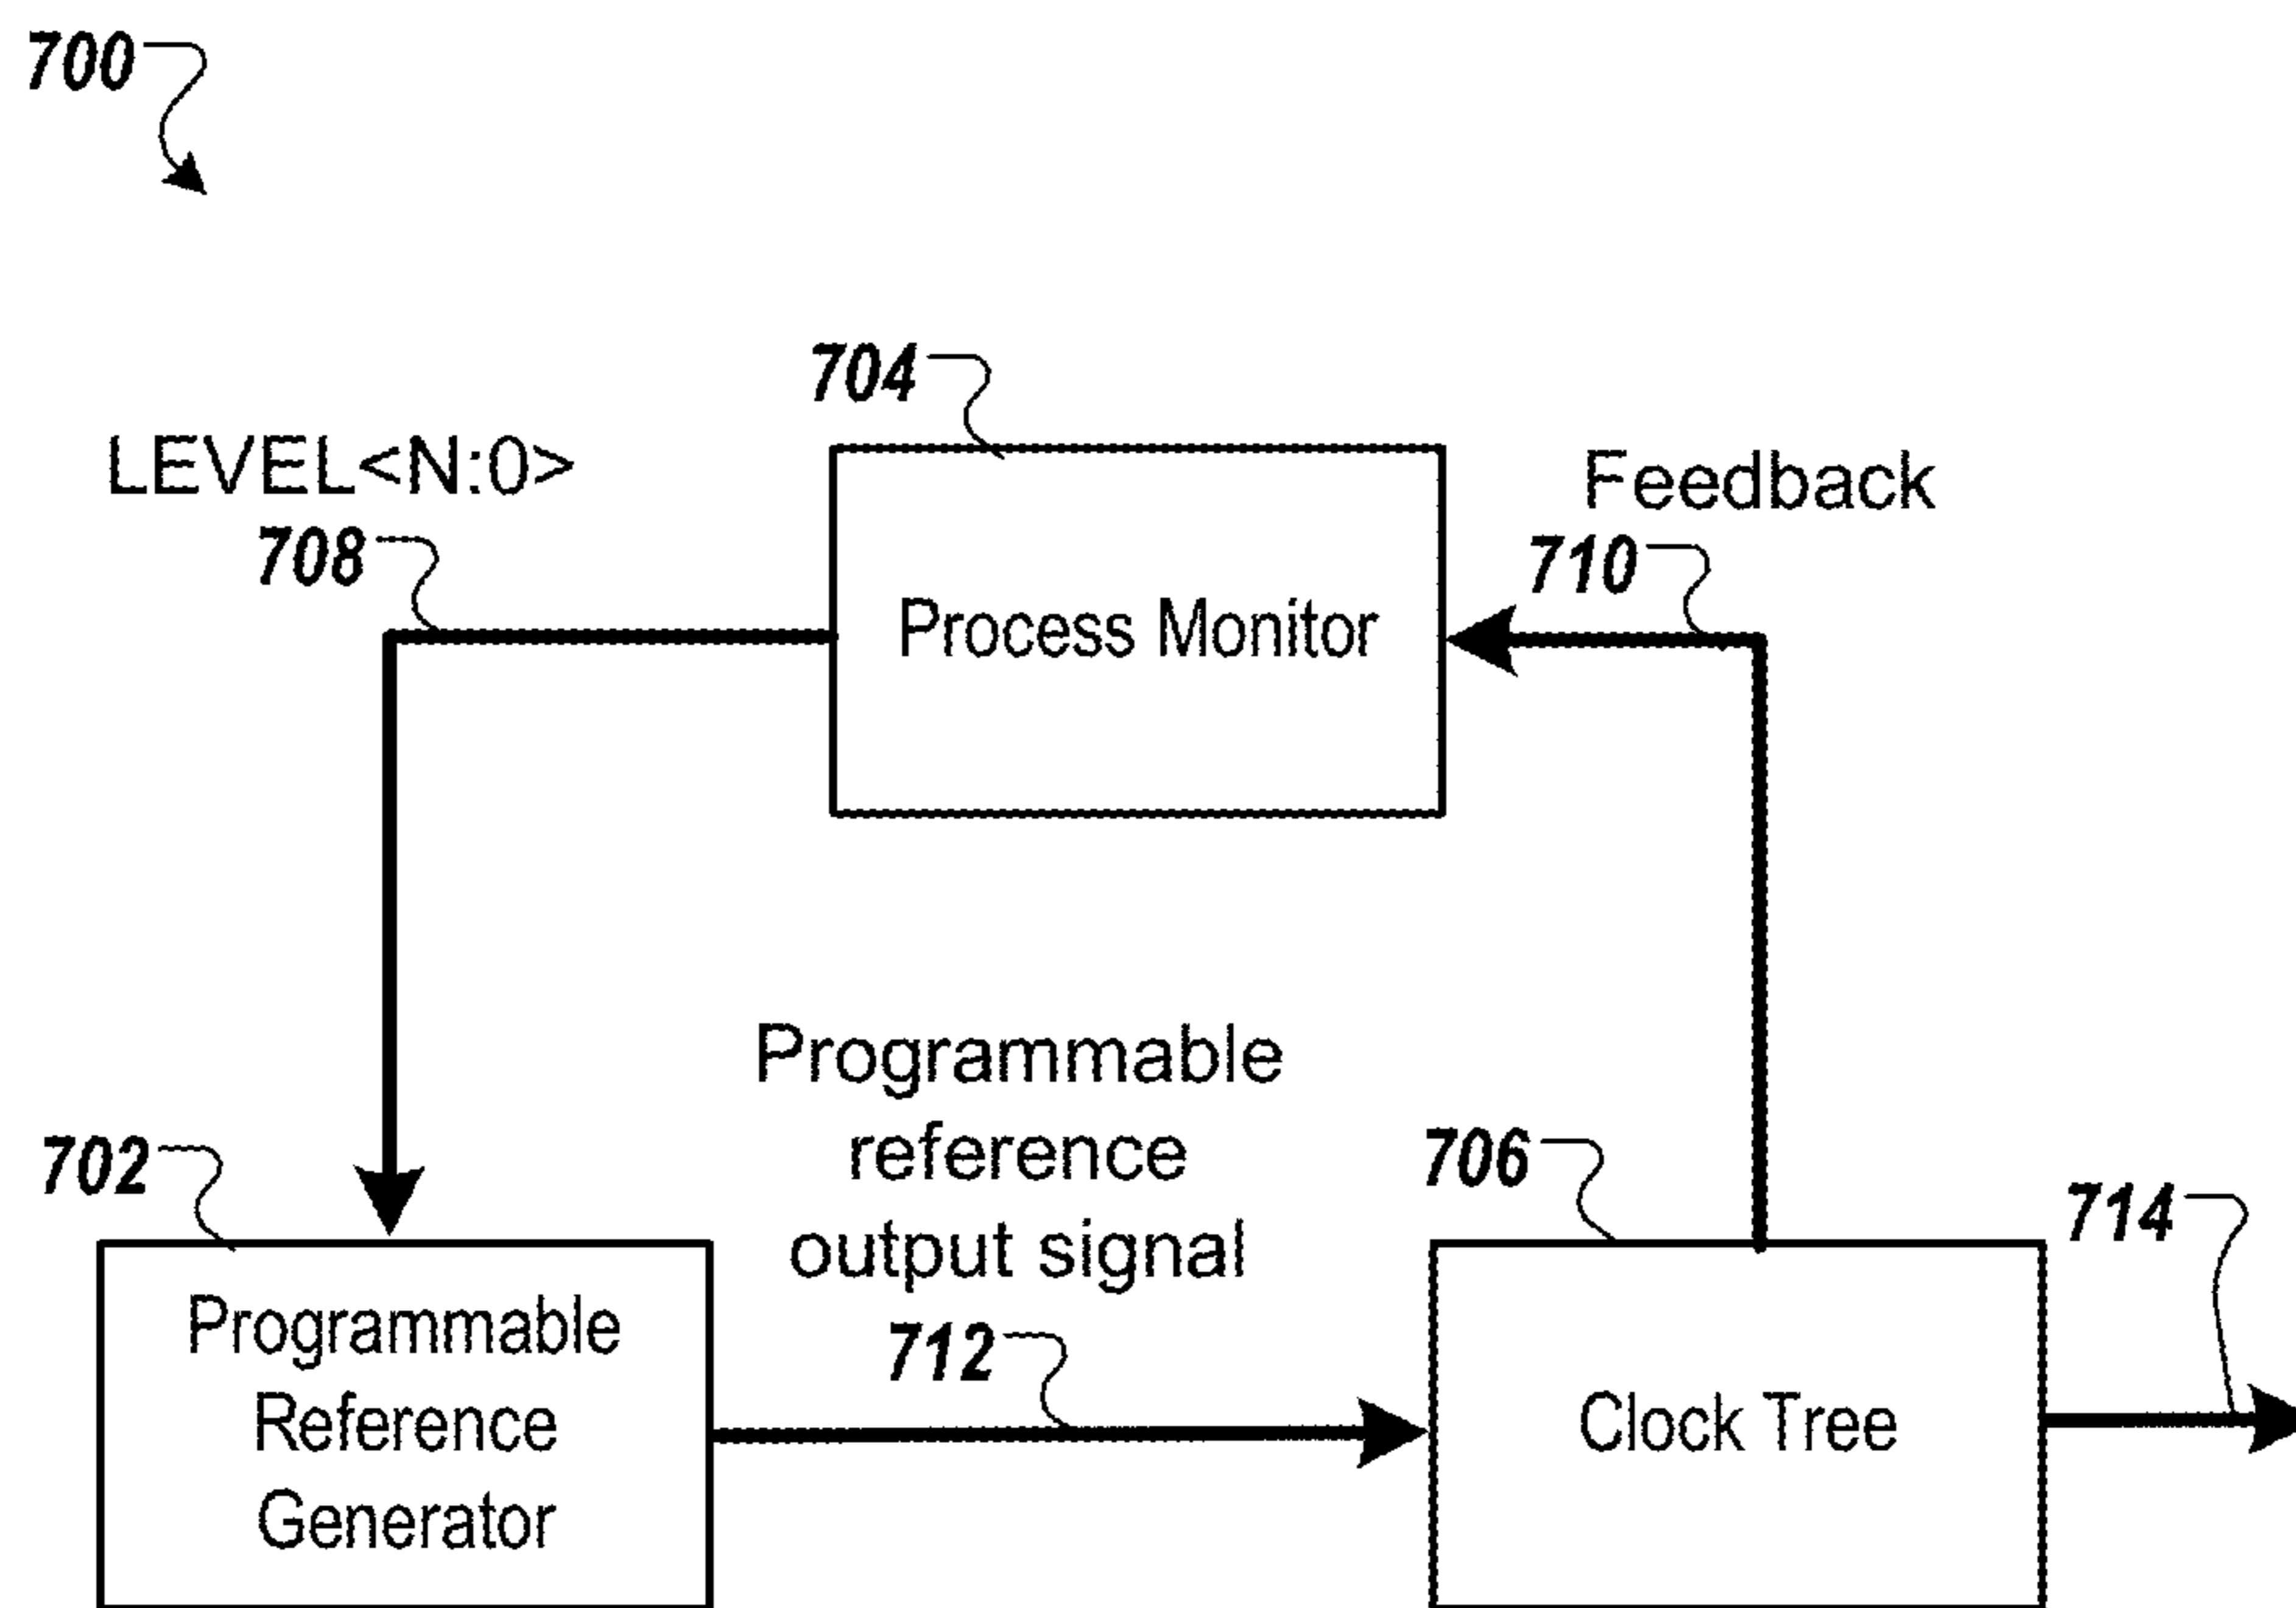 700
704
LEVEL<N:0>
708
Feedback
710
Process Monitor
Programmable
reference
output signal
702
706
714
712
Programmable
Reference
Generator
Clock Tree